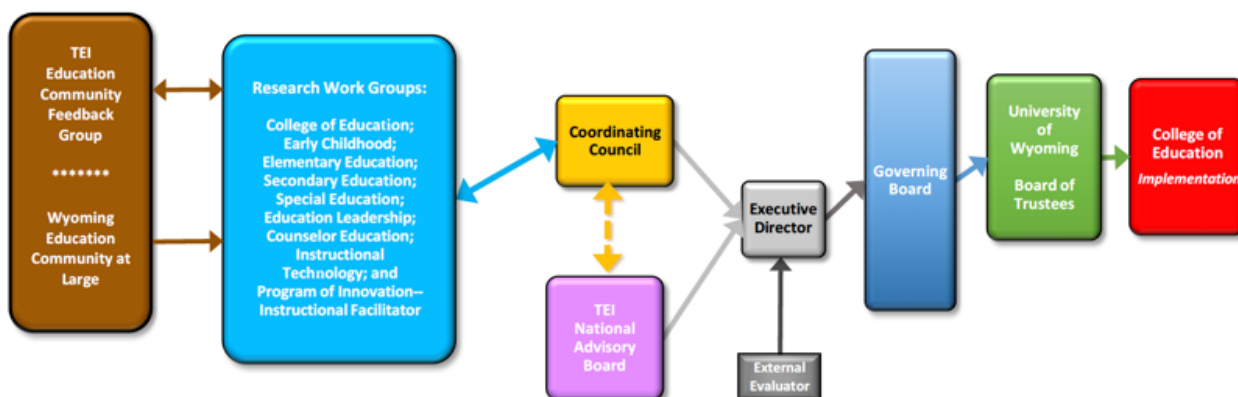 TEI
Education
Community
Feedback
Group
*******
Wyoming
Education
Community at
Large
Research Work Groups:
College of Education;
Early Childhood;
Elementary Education;
Secondary Education;
Special Education;
Education Leadership;
Counselor Education;
Instructional
Technology; and
Program of Innovation--
Instructional Facilitator
Coordinating
Council
TEI
National
Advisory
Board
Executive
Director
External
Evaluator
Governing
Board
University
of
Wyoming
Board of
Trustees
College of
Education
Implementation